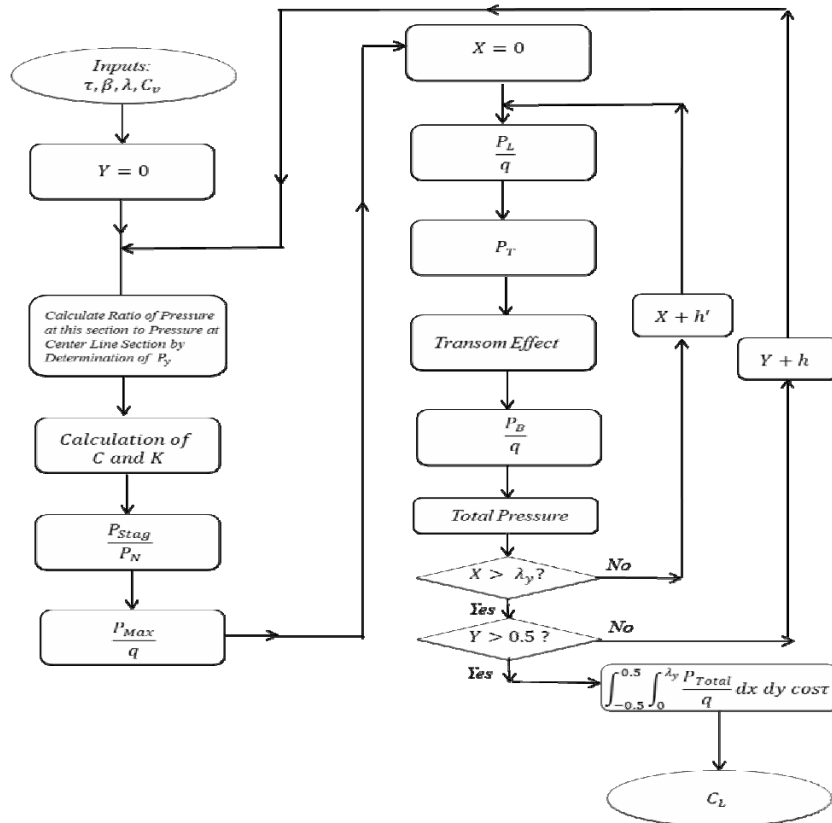 Inputs:
τ, β, λ, C_v
Y = 0
Calculate Ratio of Pressure
at this section to Pressure at
Center Line Section by
Determination of P_y
Calculation of
C and K
P_Stag
P_N
P_Max
q
X = 0
P_L
q
P_T
Transom Effect
P_B
q
Total Pressure
X > λ_y?
No
Yes
Y > 0.5 ?
No
Yes
X + h'
Y + h
∫_{-0.5}^{0.5} ∫_0^{λ_y} P_Total/q dx dy cosτ
C_L